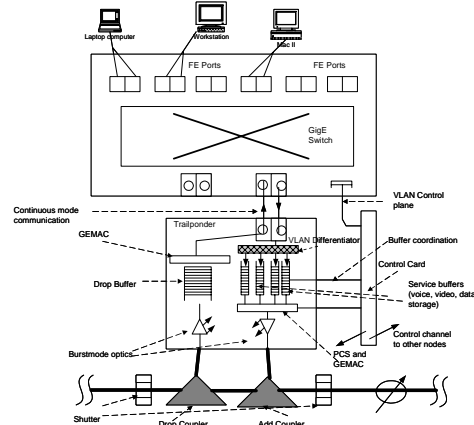 Laptop computer
Workstation
Mac II
FE Ports
FE Ports
GigE
Switch
Continuous mode
communication
VLAN Control
plane
Trailponder
GEMAC
VLAN Differentiator
Buffer coordination
Control Card
Drop Buffer
Service buffers
(voice, video, data
storage)
Burstmode optics
PCS and
GEMAC
Control channel
to other nodes
Shutter
Drop Coupler
Add Coupler